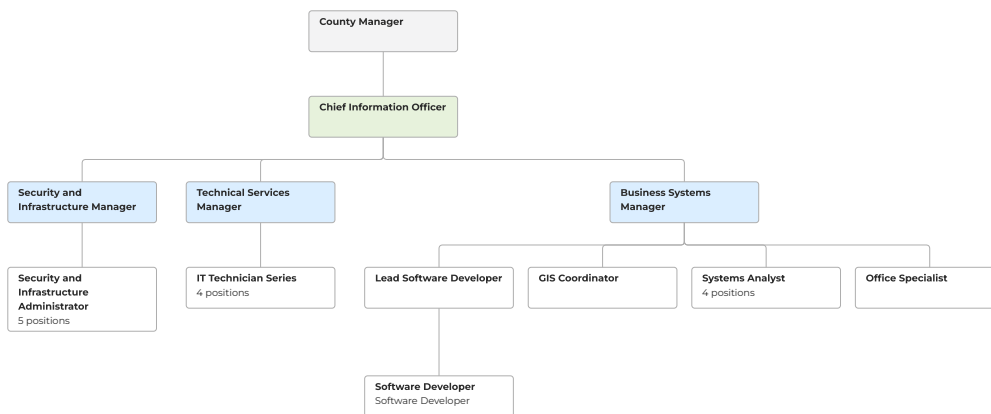 County Manager
Chief Information Officer
Security and
Infrastructure Manager
Technical Services
Manager
Business Systems
Manager
Security and
Infrastructure
Administrator
5 positions
IT Technician Series
4 positions
Lead Software Developer
GIS Coordinator
Systems Analyst
4 positions
Office Specialist
Software Developer
Software Developer